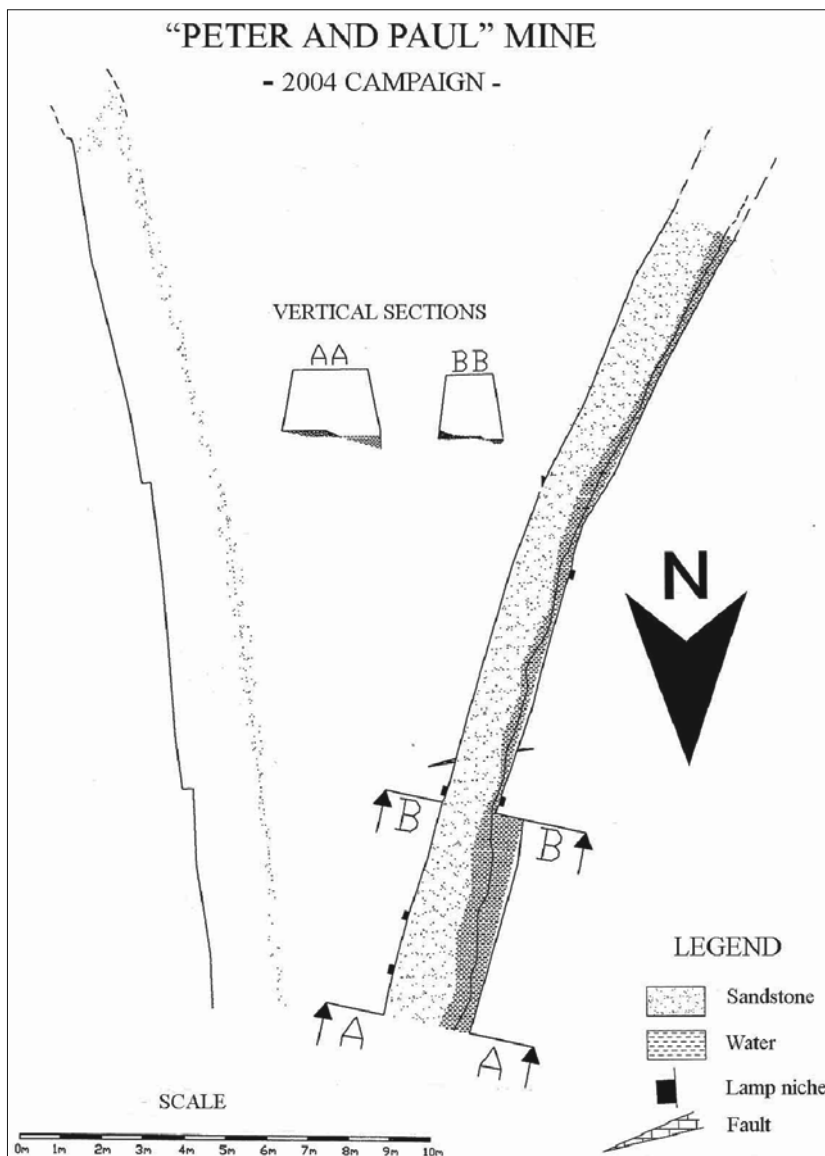 “PETER AND PAUL” MINE
- 2004 CAMPAIGN -
VERTICAL SECTIONS
AA BB
N
B B
A A
LEGEND
Sandstone
Water
Lamp niche
Fault
SCALE
0m 1m 2m 3m 4m 5m 6m 7m 8m 9m 10m